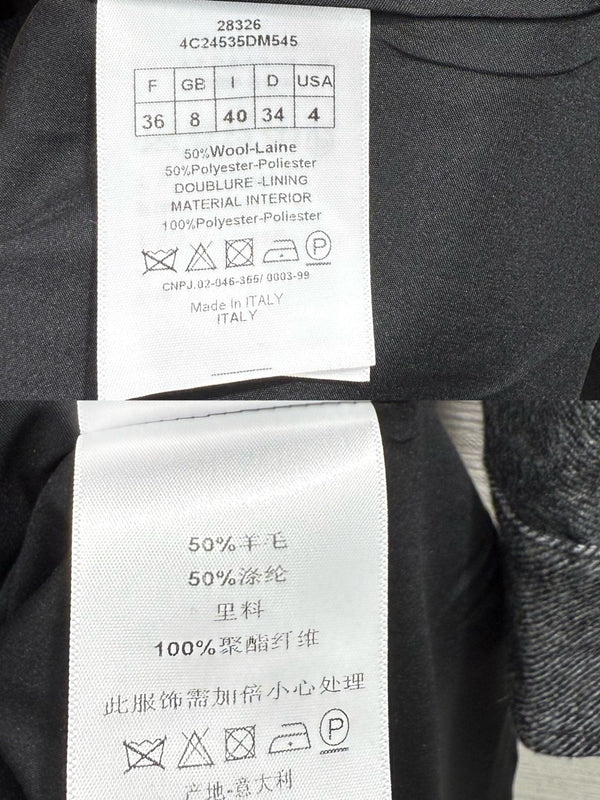 28326
4C24535DM545
F GB I D USA
36 8 40 34 4
50%Wool-Laine
50%Polyester-Poliester
DOUBLURE -LINING
MATERIAL INTERIOR
100%Polyester-Poliester
P
CNPJ.02-046-365/ 0003-99
Made In ITALY
ITALY
50%羊毛
50%涤纶
里料
100%聚酯纤维
此服饰需加倍小心处理
P
产地-意大利